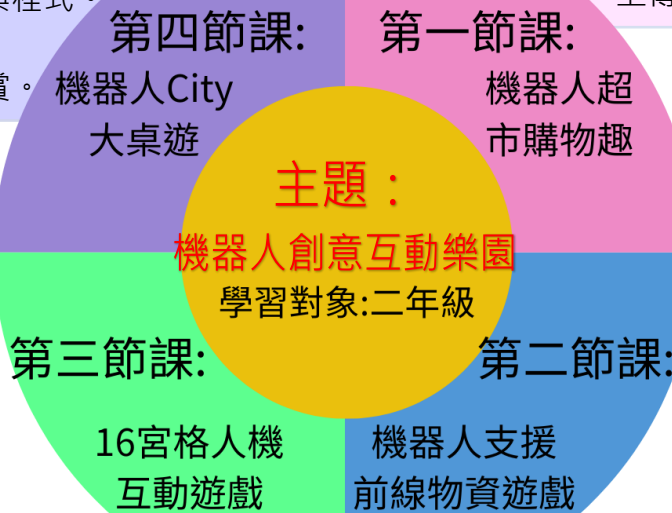 程式。
賞。
第四節課:
機器人City
大桌遊
第一節課:
機器人超
市購物趣
主題：
機器人創意互動樂園
學習對象:二年級
第三節課:
16宮格人機
互動遊戲
第二節課:
機器人支援
前線物資遊戲